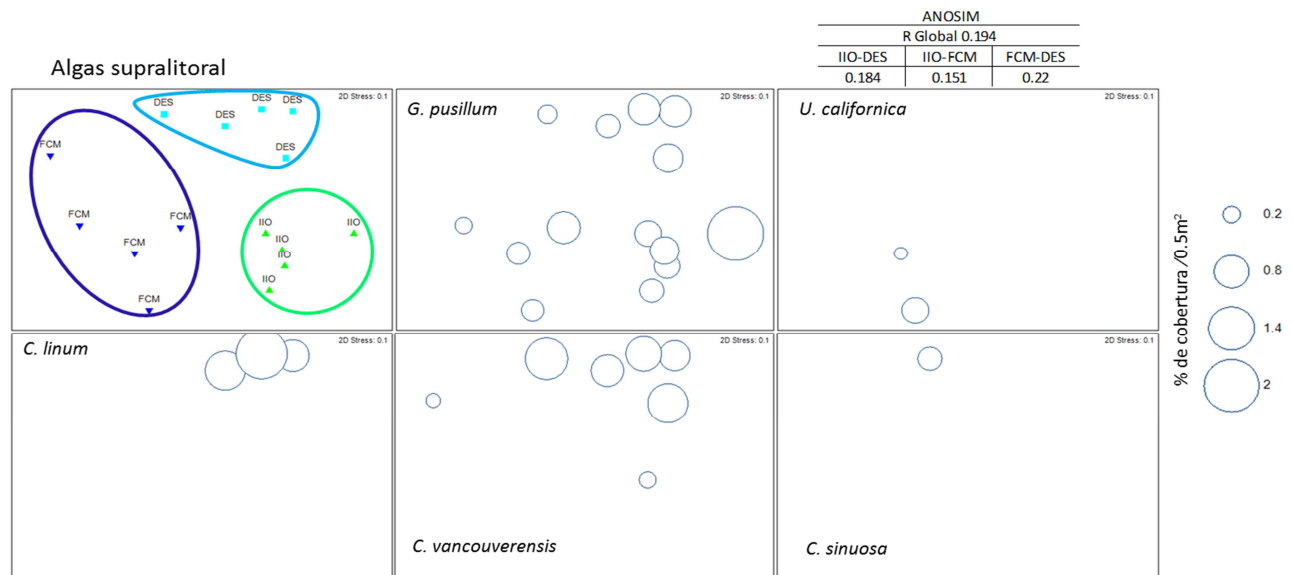 ANOSIM
R Global 0.194
IIO-DES IIO-FCM FCM-DES
0.184 0.151 0.22
Algas supralitoral
2D Stress: 0.1
DES
DES
DES
DES
DES
FCM
FCM
FCM
FCM
FCM
IIO
IIO
IIO
IIO
IIO
G. pusillum
2D Stress: 0.1
U. californica
2D Stress: 0.1
C. linum
2D Stress: 0.1
2D Stress: 0.1
C. vancouverensis
2D Stress: 0.1
C. sinuosa
% de cobertura /0.5m²
0.2
0.8
1.4
2